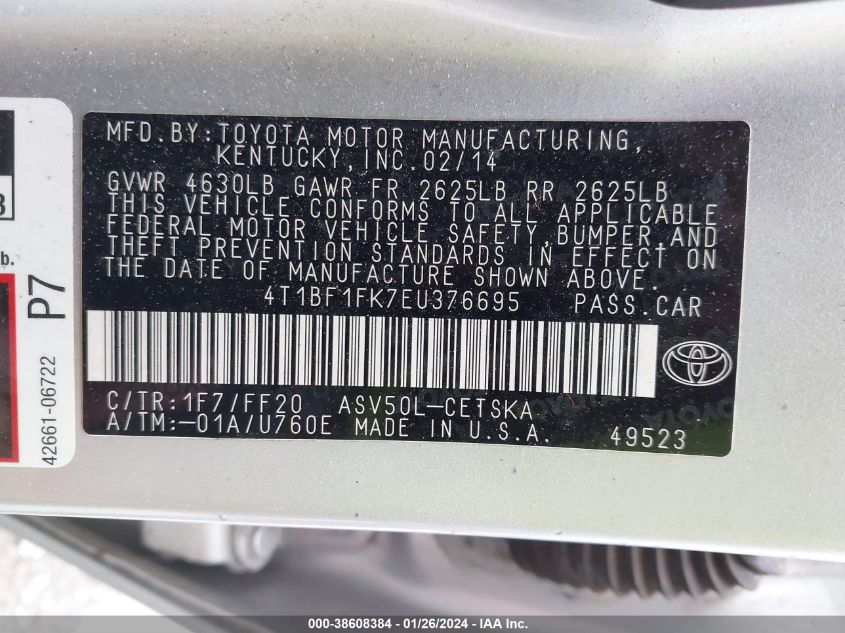 MFD.BY:TOYOTA MOTOR MANUFACTURING,
KENTUCKY,INC.02/14
GVWR 4630LB GAWR FR 2625LB RR 2625LB
THIS VEHICLE CONFORMS TO ALL APPLICABLE
FEDERAL MOTOR VEHICLE SAFETY,BUMPER,AND
THEFT PREVENTION STANDARDS IN EFFECT ON
THE DATE OF MANUFACTURE SHOWN ABOVE.
4T1BF1FK7EU376695 PASS.CAR
C/TR:1F7/FF20 ASV50L-CETSKA
A/TM:-01A/U760E MADE IN U.S.A. 49523
b.
P7
42661-06722
000-38608384 | 01/26/2024 - IAA Inc.